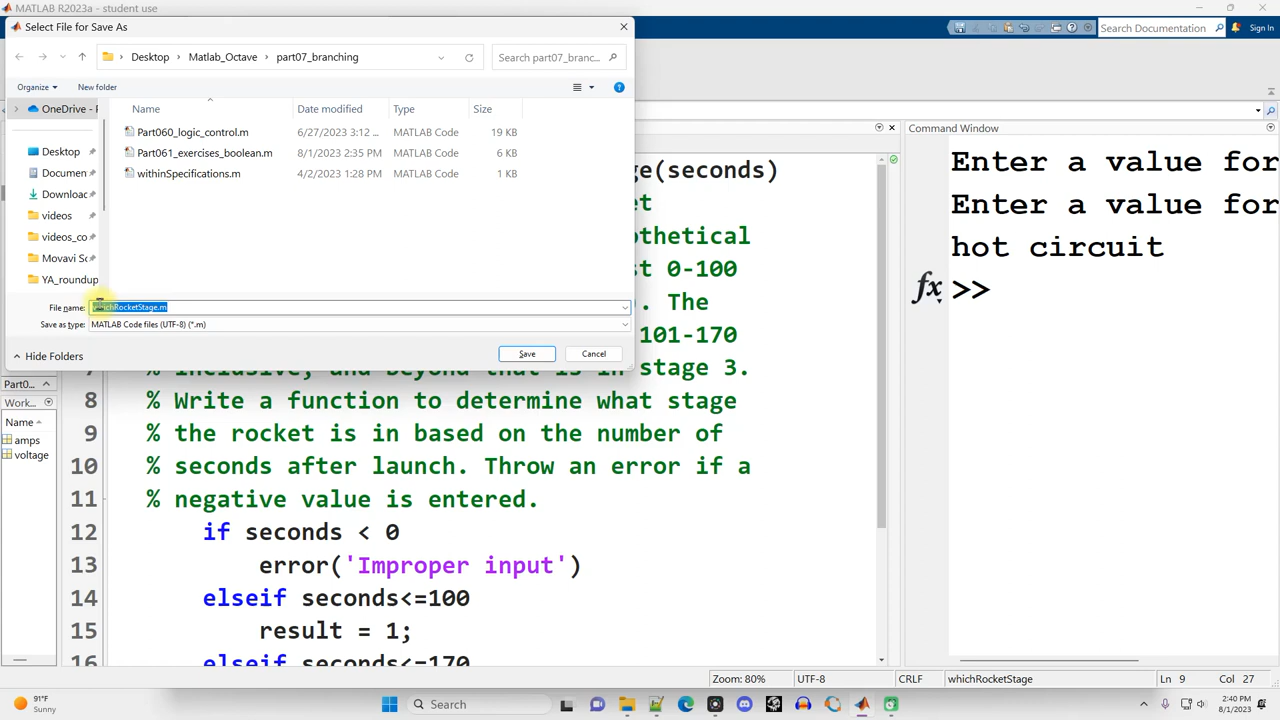 MATLAB R2023a - student use
Select File for Save As
Search Documentation
Sign In
Desktop
Matlab_Octave
part07_branching
Search part07_branc...
Organize
New folder
OneDrive - F
Name
Date modified
Type
Size
Part060_logic_control.m
6/27/2023 3:12 ...
MATLAB Code
19 KB
Desktop
Part061_exercises_boolean.m
8/1/2023 2:35 PM
MATLAB Code
6 KB
Documen
withinSpecifications.m
4/2/2023 1:28 PM
MATLAB Code
1 KB
Downloac
videos
videos_co
Movavi Sc
YA_roundup
File name:
whichRocketStage.m
Save as type:
MATLAB Code files (UTF-8) (*.m)
Hide Folders
Save
Cancel
ge(seconds)
et
othetical
st 0-100
). The
101-170
% inclusive, and beyond that is in stage 3.
8 % Write a function to determine what stage
9 % the rocket is in based on the number of
10 % seconds after launch. Throw an error if a
11 % negative value is entered.
12 if seconds < 0
13 error('Improper input')
14 elseif seconds<=100
15 result = 1;
16 elseif seconds<=170
Part0...
Work...
Name
amps
voltage
Command Window
Enter a value for
Enter a value for
hot circuit
fx >>
Zoom: 80%
UTF-8
CRLF
whichRocketStage
Ln 9
Col 27
91°F
Sunny
Search
2:40 PM
8/1/2023